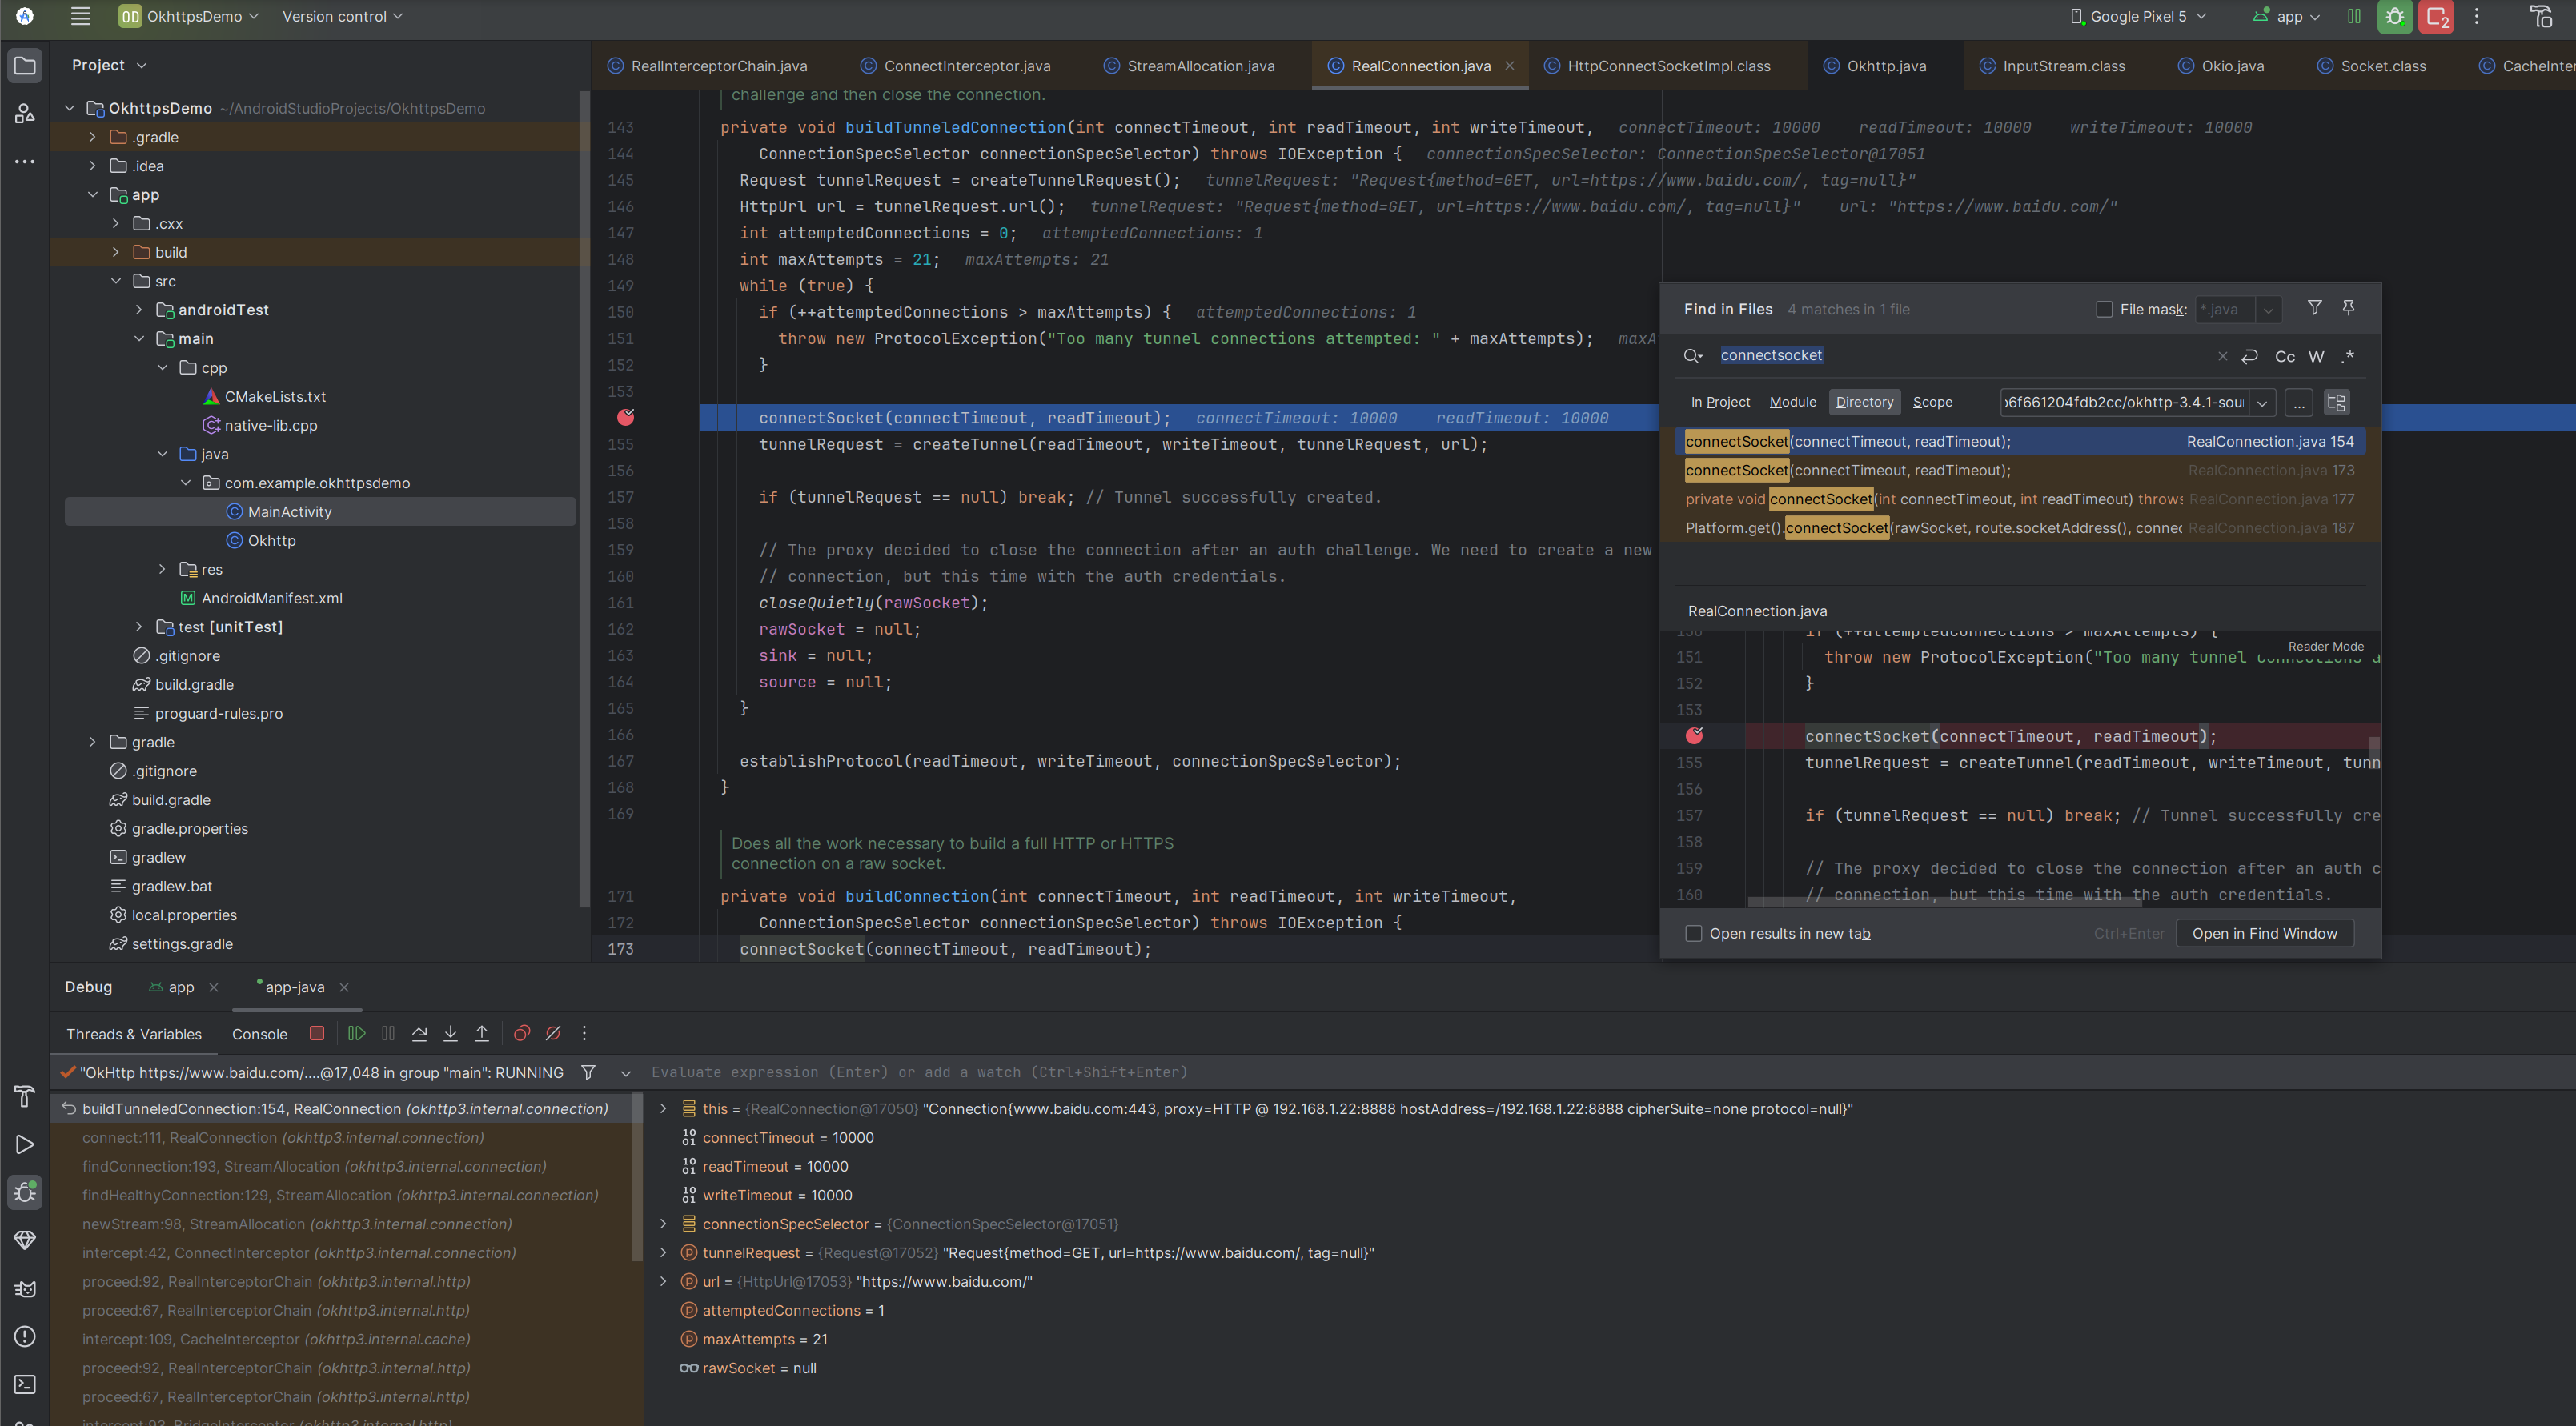 OD OkhttpsDemo Version control Google Pixel 5 app 2
Project
RealInterceptorChain.java ConnectInterceptor.java StreamAllocation.java RealConnection.java HttpConnectSocketImpl.class Okhttp.java InputStream.class Okio.java Socket.class CacheInter
OkhttpsDemo ~/AndroidStudioProjects/OkhttpsDemo
.gradle
.idea
app
.cxx
build
src
androidTest
main
cpp
CMakeLists.txt
native-lib.cpp
java
com.example.okhttpsdemo
MainActivity
Okhttp
res
AndroidManifest.xml
test [unitTest]
.gitignore
build.gradle
proguard-rules.pro
gradle
.gitignore
build.gradle
gradle.properties
gradlew
gradlew.bat
local.properties
settings.gradle
challenge and then close the connection.
143 private void buildTunneledConnection(int connectTimeout, int readTimeout, int writeTimeout, connectTimeout: 10000 readTimeout: 10000 writeTimeout: 10000
144 ConnectionSpecSelector connectionSpecSelector) throws IOException { connectionSpecSelector: ConnectionSpecSelector@17051
145 Request tunnelRequest = createTunnelRequest(); tunnelRequest: "Request{method=GET, url=https://www.baidu.com/, tag=null}"
146 HttpUrl url = tunnelRequest.url(); tunnelRequest: "Request{method=GET, url=https://www.baidu.com/, tag=null}" url: "https://www.baidu.com/"
147 int attemptedConnections = 0; attemptedConnections: 1
148 int maxAttempts = 21; maxAttempts: 21
149 while (true) {
150 if (++attemptedConnections > maxAttempts) { attemptedConnections: 1
151 throw new ProtocolException("Too many tunnel connections attempted: " + maxAttempts); maxA
152 }
153
connectSocket(connectTimeout, readTimeout); connectTimeout: 10000 readTimeout: 10000
155 tunnelRequest = createTunnel(readTimeout, writeTimeout, tunnelRequest, url);
156
157 if (tunnelRequest == null) break; // Tunnel successfully created.
158
159 // The proxy decided to close the connection after an auth challenge. We need to create a new
160 // connection, but this time with the auth credentials.
161 closeQuietly(rawSocket);
162 rawSocket = null;
163 sink = null;
164 source = null;
165 }
166
167 establishProtocol(readTimeout, writeTimeout, connectionSpecSelector);
168 }
169
Does all the work necessary to build a full HTTP or HTTPS
connection on a raw socket.
171 private void buildConnection(int connectTimeout, int readTimeout, int writeTimeout,
172 ConnectionSpecSelector connectionSpecSelector) throws IOException {
173 connectSocket(connectTimeout, readTimeout);
Find in Files 4 matches in 1 file File mask: *.java
connectsocket Cc W .*
In Project Module Directory Scope 6f661204fdb2cc/okhttp-3.4.1-sou ...
connectSocket(connectTimeout, readTimeout); RealConnection.java 154
connectSocket(connectTimeout, readTimeout); RealConnection.java 173
private void connectSocket(int connectTimeout, int readTimeout) throws RealConnection.java 177
Platform.get().connectSocket(rawSocket, route.socketAddress(), connec RealConnection.java 187
RealConnection.java
150 if (++attemptedConnections > maxAttempts) {
Reader Mode
151 throw new ProtocolException("Too many tunnel connections a
152 }
153
connectSocket(connectTimeout, readTimeout);
155 tunnelRequest = createTunnel(readTimeout, writeTimeout, tunn
156
157 if (tunnelRequest == null) break; // Tunnel successfully cre
158
159 // The proxy decided to close the connection after an auth c
160 // connection, but this time with the auth credentials.
Open results in new tab Ctrl+Enter Open in Find Window
Debug app app-java
Threads & Variables Console
"OkHttp https://www.baidu.com/....@17,048 in group "main": RUNNING
buildTunneledConnection:154, RealConnection (okhttp3.internal.connection)
connect:111, RealConnection (okhttp3.internal.connection)
findConnection:193, StreamAllocation (okhttp3.internal.connection)
findHealthyConnection:129, StreamAllocation (okhttp3.internal.connection)
newStream:98, StreamAllocation (okhttp3.internal.connection)
intercept:42, ConnectInterceptor (okhttp3.internal.connection)
proceed:92, RealInterceptorChain (okhttp3.internal.http)
proceed:67, RealInterceptorChain (okhttp3.internal.http)
intercept:109, CacheInterceptor (okhttp3.internal.cache)
proceed:92, RealInterceptorChain (okhttp3.internal.http)
proceed:67, RealInterceptorChain (okhttp3.internal.http)
intercept:93, BridgeInterceptor (okhttp3.internal.http)
Evaluate expression (Enter) or add a watch (Ctrl+Shift+Enter)
this = {RealConnection@17050} "Connection{www.baidu.com:443, proxy=HTTP @ 192.168.1.22:8888 hostAddress=/192.168.1.22:8888 cipherSuite=none protocol=null}"
connectTimeout = 10000
readTimeout = 10000
writeTimeout = 10000
connectionSpecSelector = {ConnectionSpecSelector@17051}
tunnelRequest = {Request@17052} "Request{method=GET, url=https://www.baidu.com/, tag=null}"
url = {HttpUrl@17053} "https://www.baidu.com/"
attemptedConnections = 1
maxAttempts = 21
rawSocket = null